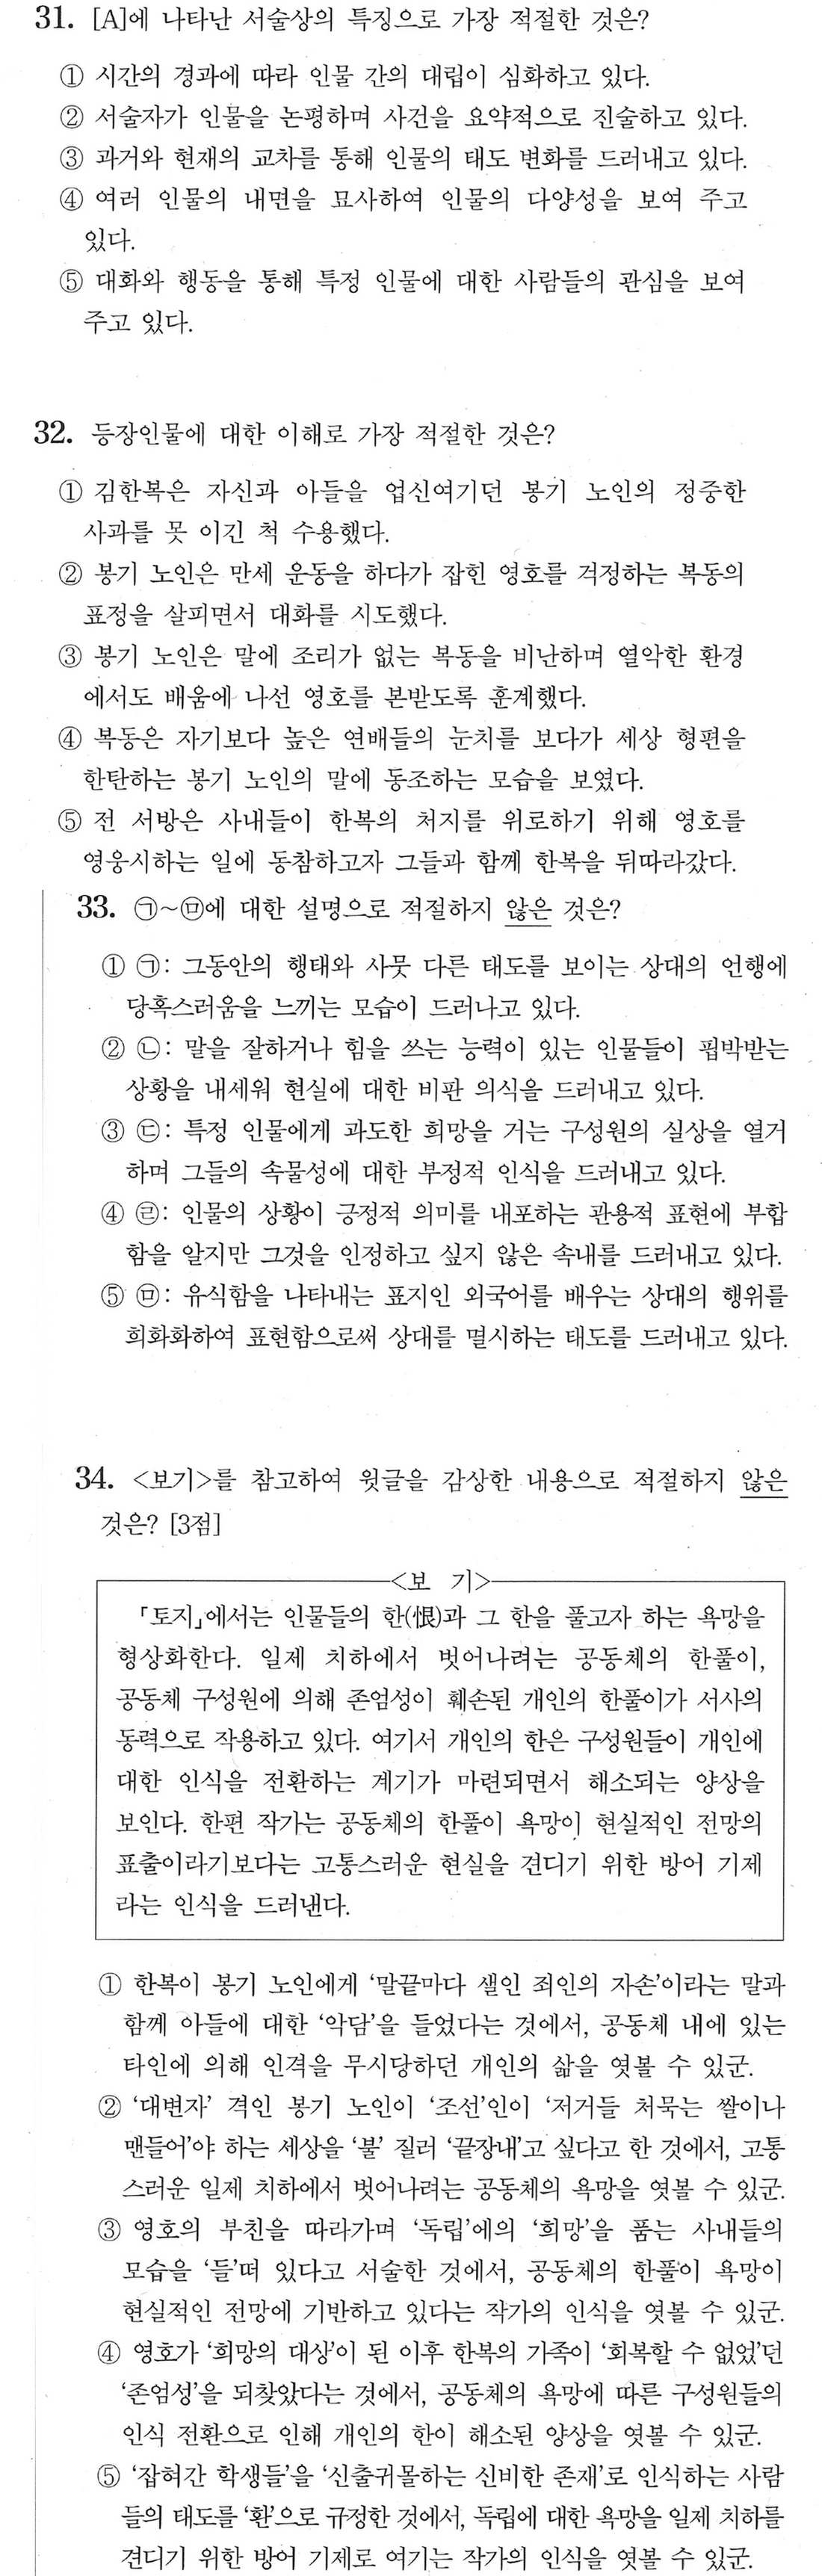 31. [A]에 나타난 서술상의 특징으로 가장 적절한 것은?
① 시간의 경과에 따라 인물 간의 대립이 심화하고 있다.
② 서술자가 인물을 논평하며 사건을 요약적으로 진술하고 있다.
③ 과거와 현재의 교차를 통해 인물의 태도 변화를 드러내고 있다.
④ 여러 인물의 내면을 묘사하여 인물의 다양성을 보여 주고
있다.
⑤ 대화와 행동을 통해 특정 인물에 대한 사람들의 관심을 보여
주고 있다.
32. 등장인물에 대한 이해로 가장 적절한 것은?
① 김한복은 자신과 아들을 업신여기던 봉기 노인의 정중한
사과를 못 이긴 척 수용했다.
② 봉기 노인은 만세 운동을 하다가 잡힌 영호를 걱정하는 복동의
표정을 살피면서 대화를 시도했다.
③ 봉기 노인은 말에 조리가 없는 복동을 비난하며 열악한 환경
에서도 배움에 나선 영호를 본받도록 훈계했다.
④ 복동은 자기보다 높은 연배들의 눈치를 보다가 세상 형편을
한탄하는 봉기 노인의 말에 동조하는 모습을 보였다.
⑤ 전 서방은 사내들이 한복의 처지를 위로하기 위해 영호를
영웅시하는 일에 동참하고자 그들과 함께 한복을 뒤따라갔다.
33. ㉠~㉤에 대한 설명으로 적절하지 않은 것은?
① ㉠: 그동안의 행태와 사뭇 다른 태도를 보이는 상대의 언행에
당혹스러움을 느끼는 모습이 드러나고 있다.
② ㉡: 말을 잘하거나 힘을 쓰는 능력이 있는 인물들이 핍박받는
상황을 내세워 현실에 대한 비판 의식을 드러내고 있다.
③ ㉢: 특정 인물에게 과도한 희망을 거는 구성원의 실상을 열거
하며 그들의 속물성에 대한 부정적 인식을 드러내고 있다.
④ ㉣: 인물의 상황이 긍정적 의미를 내포하는 관용적 표현에 부합
함을 알지만 그것을 인정하고 싶지 않은 속내를 드러내고 있다.
⑤ ㉤: 유식함을 나타내는 표지인 외국어를 배우는 상대의 행위를
희화화하여 표현함으로써 상대를 멸시하는 태도를 드러내고 있다.
34. <보기>를 참고하여 윗글을 감상한 내용으로 적절하지 않은
것은? [3점]
<보 기>
「토지」에서는 인물들의 한(恨)과 그 한을 풀고자 하는 욕망을
형상화한다. 일제 치하에서 벗어나려는 공동체의 한풀이,
공동체 구성원에 의해 존엄성이 훼손된 개인의 한풀이가 서사의
동력으로 작용하고 있다. 여기서 개인의 한은 구성원들이 개인에
대한 인식을 전환하는 계기가 마련되면서 해소되는 양상을
보인다. 한편 작가는 공동체의 한풀이 욕망이 현실적인 전망의
표출이라기보다는 고통스러운 현실을 견디기 위한 방어 기제
라는 인식을 드러낸다.
① 한복이 봉기 노인에게 '말끝마다 샐인 죄인의 자손'이라는 말과
함께 아들에 대한 '악담'을 들었다는 것에서, 공동체 내에 있는
타인에 의해 인격을 무시당하던 개인의 삶을 엿볼 수 있군.
② '대변자' 격인 봉기 노인이 '조선'인이 '저거들 처묵는 쌀이나
맨들어'야 하는 세상을 '불' 질러 '끝장내'고 싶다고 한 것에서, 고통
스러운 일제 치하에서 벗어나려는 공동체의 욕망을 엿볼 수 있군.
③ 영호의 부친을 따라가며 '독립'에의 '희망'을 품는 사내들의
모습을 '들'떠 있다고 서술한 것에서, 공동체의 한풀이 욕망이
현실적인 전망에 기반하고 있다는 작가의 인식을 엿볼 수 있군.
④ 영호가 '희망의 대상'이 된 이후 한복의 가족이 '회복할 수 없었'던
'존엄성'을 되찾았다는 것에서, 공동체의 욕망에 따른 구성원들의
인식 전환으로 인해 개인의 한이 해소된 양상을 엿볼 수 있군.
⑤ '잡혀간 학생들'을 '신출귀몰하는 신비한 존재'로 인식하는 사람
들의 태도를 '환'으로 규정한 것에서, 독립에 대한 욕망을 일제 치하를
견디기 위한 방어 기제로 여기는 작가의 인식을 엿볼 수 있군.